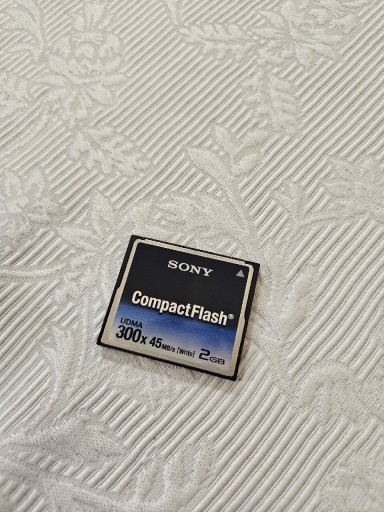 SONY
CompactFlash®
UDMA
300x 45MB/s [Write] 2GB